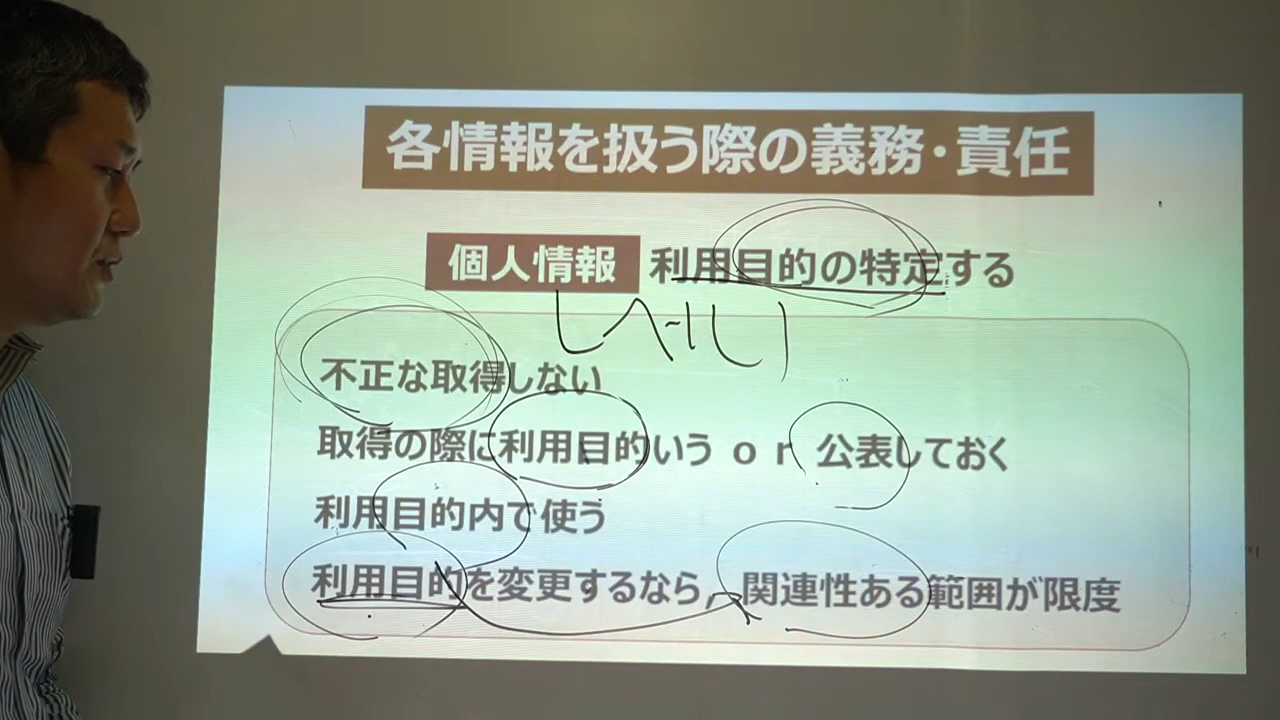 各情報を扱う際の義務・責任
個人情報 利用目的の特定する
レベル1
不正な取得しない
取得の際に利用目的いう or 公表しておく
利用目的内で使う
利用目的を変更するなら、関連性ある範囲が限度